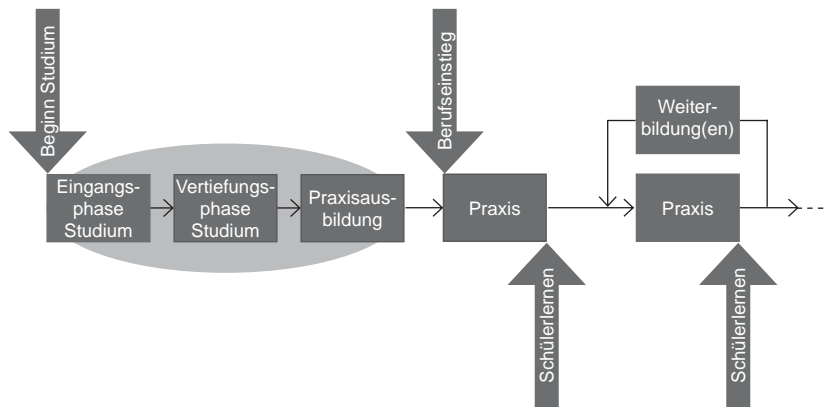 Beginn Studium
Berufseinstieg
Weiter-
bildung(en)
Eingangs-
phase
Studium
Vertiefungs-
phase
Studium
Praxisaus-
bildung
Praxis
Praxis
Schülerlernen
Schülerlernen